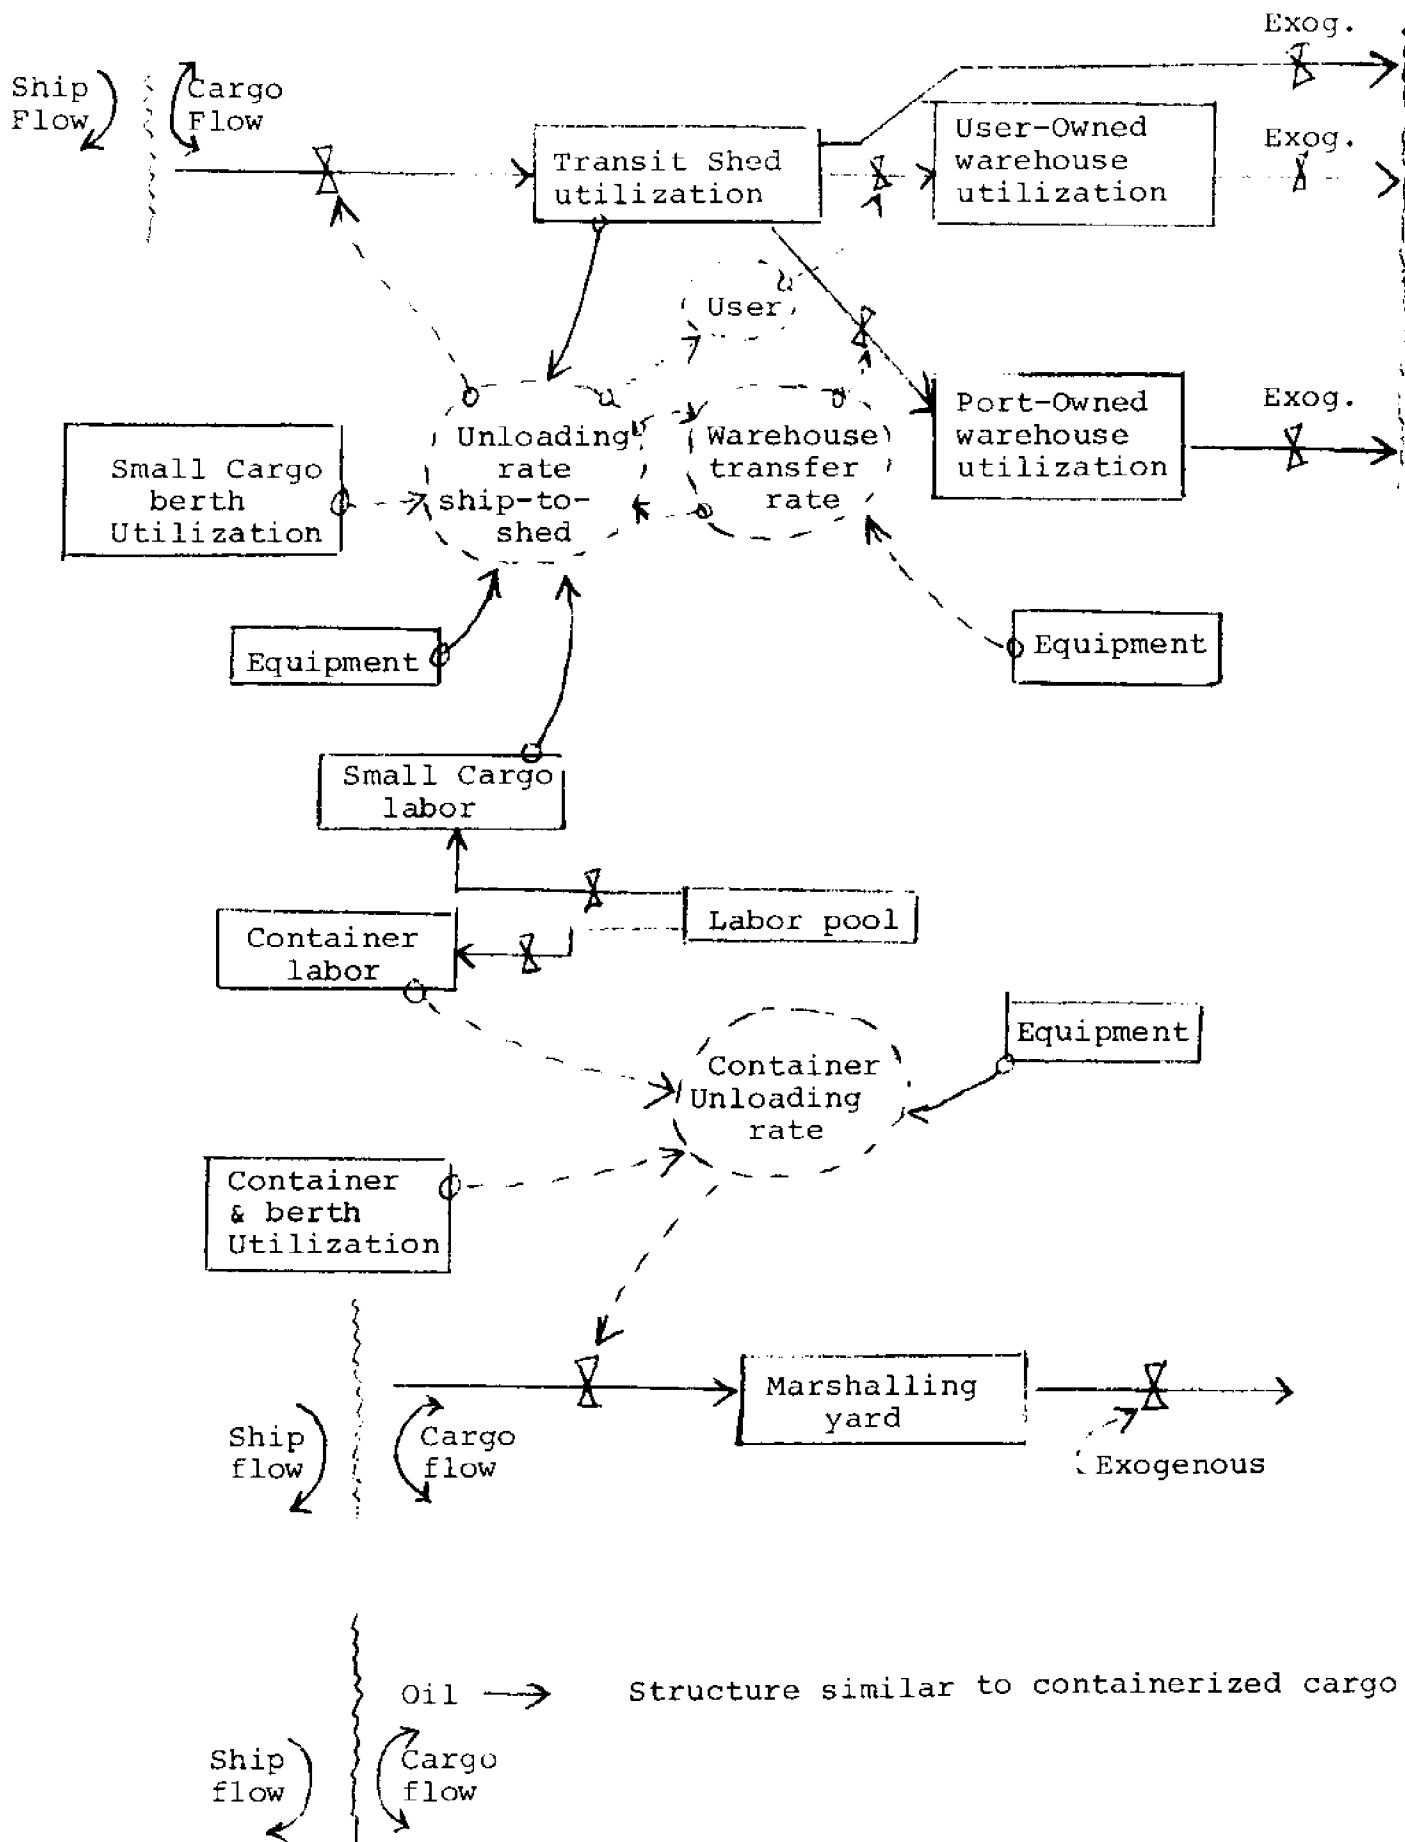 Exog.
Ship
Flow
Cargo
Flow
User-Owned
warehouse
utilization
Exog.
Transit Shed
utilization
User
Port-Owned
warehouse
utilization
Exog.
Small Cargo
berth
Utilization
Unloading
rate
ship-to-
shed
Warehouse
transfer
rate
Equipment
Equipment
Small Cargo
labor
Labor pool
Container
labor
Equipment
Container
Unloading
rate
Container
& berth
Utilization
Marshalling
yard
Ship
flow
Cargo
flow
Exogenous
Oil
Structure similar to containerized cargo
Ship
flow
Cargo
flow